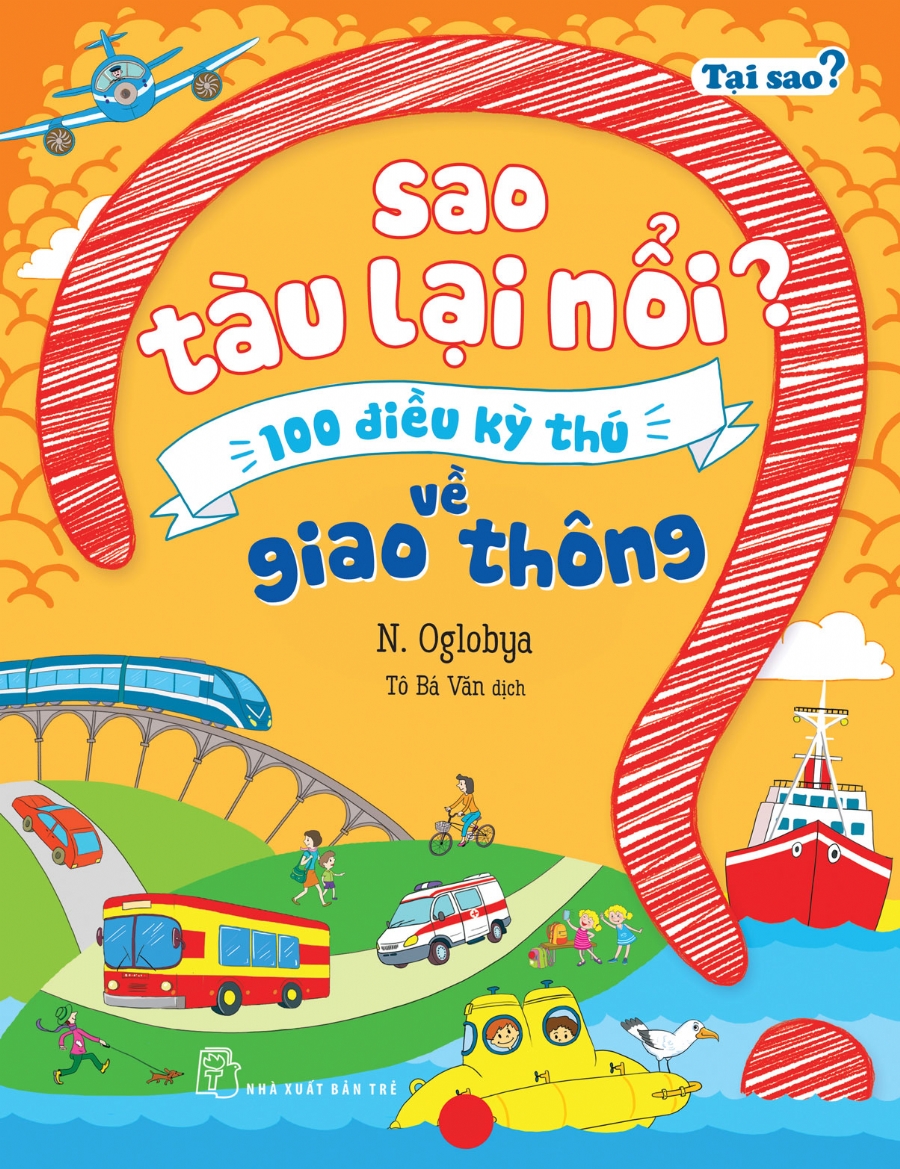 Tại sao?
sao
tàu lại nổi?
100 điều kỳ thú
về
giao thông
N. Oglobya
Tô Bá Văn dịch
NHÀ XUẤT BẢN TRẺ